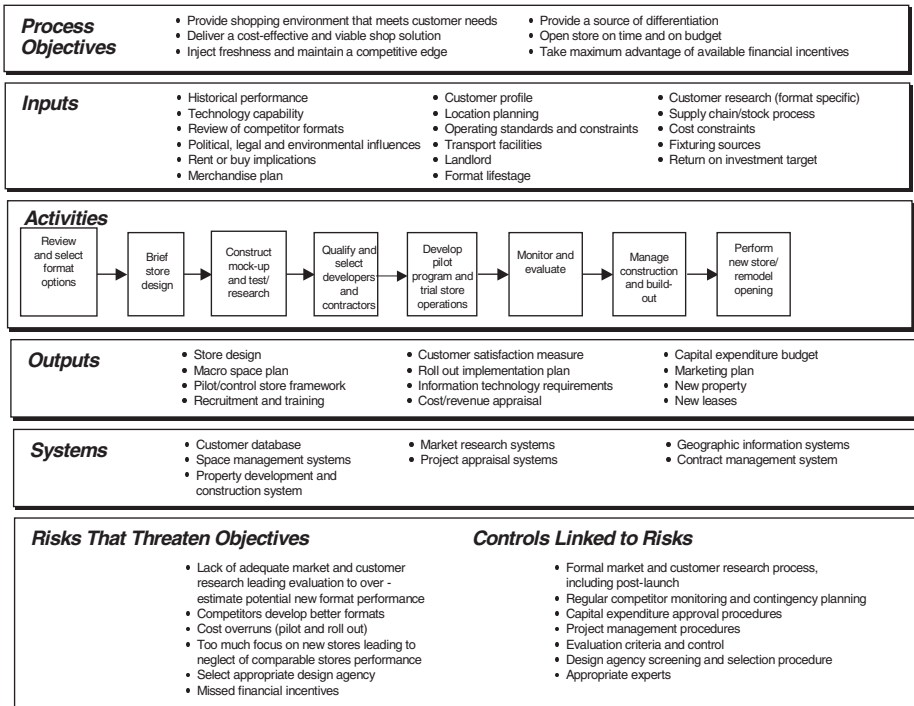 Process
Objectives
• Provide shopping environment that meets customer needs
• Deliver a cost-effective and viable shop solution
• Inject freshness and maintain a competitive edge
• Provide a source of differentiation
• Open store on time and on budget
• Take maximum advantage of available financial incentives
Inputs
• Historical performance
• Technology capability
• Review of competitor formats
• Political, legal and environmental influences
• Rent or buy implications
• Merchandise plan
• Customer profile
• Location planning
• Operating standards and constraints
• Transport facilities
• Landlord
• Format lifestage
• Customer research (format specific)
• Supply chain/stock process
• Cost constraints
• Fixturing sources
• Return on investment target
Activities
Review
and select
format
options
Brief
store
design
Construct
mock-up
and test/
research
Qualify and
select
developers
and
contractors
Develop
pilot
program and
trial store
operations
Monitor and
evaluate
Manage
construction
and build-
out
Perform
new store/
remodel
opening
Outputs
• Store design
• Macro space plan
• Pilot/control store framework
• Recruitment and training
• Customer satisfaction measure
• Roll out implementation plan
• Information technology requirements
• Cost/revenue appraisal
• Capital expenditure budget
• Marketing plan
• New property
• New leases
Systems
• Customer database
• Space management systems
• Property development and
construction system
• Market research systems
• Project appraisal systems
• Geographic information systems
• Contract management system
Risks That Threaten Objectives
• Lack of adequate market and customer
research leading evaluation to over -
estimate potential new format performance
• Competitors develop better formats
• Cost overruns (pilot and roll out)
• Too much focus on new stores leading to
neglect of comparable stores performance
• Select appropriate design agency
• Missed financial incentives
Controls Linked to Risks
• Formal market and customer research process,
including post-launch
• Regular competitor monitoring and contingency planning
• Capital expenditure approval procedures
• Project management procedures
• Evaluation criteria and control
• Design agency screening and selection procedure
• Appropriate experts